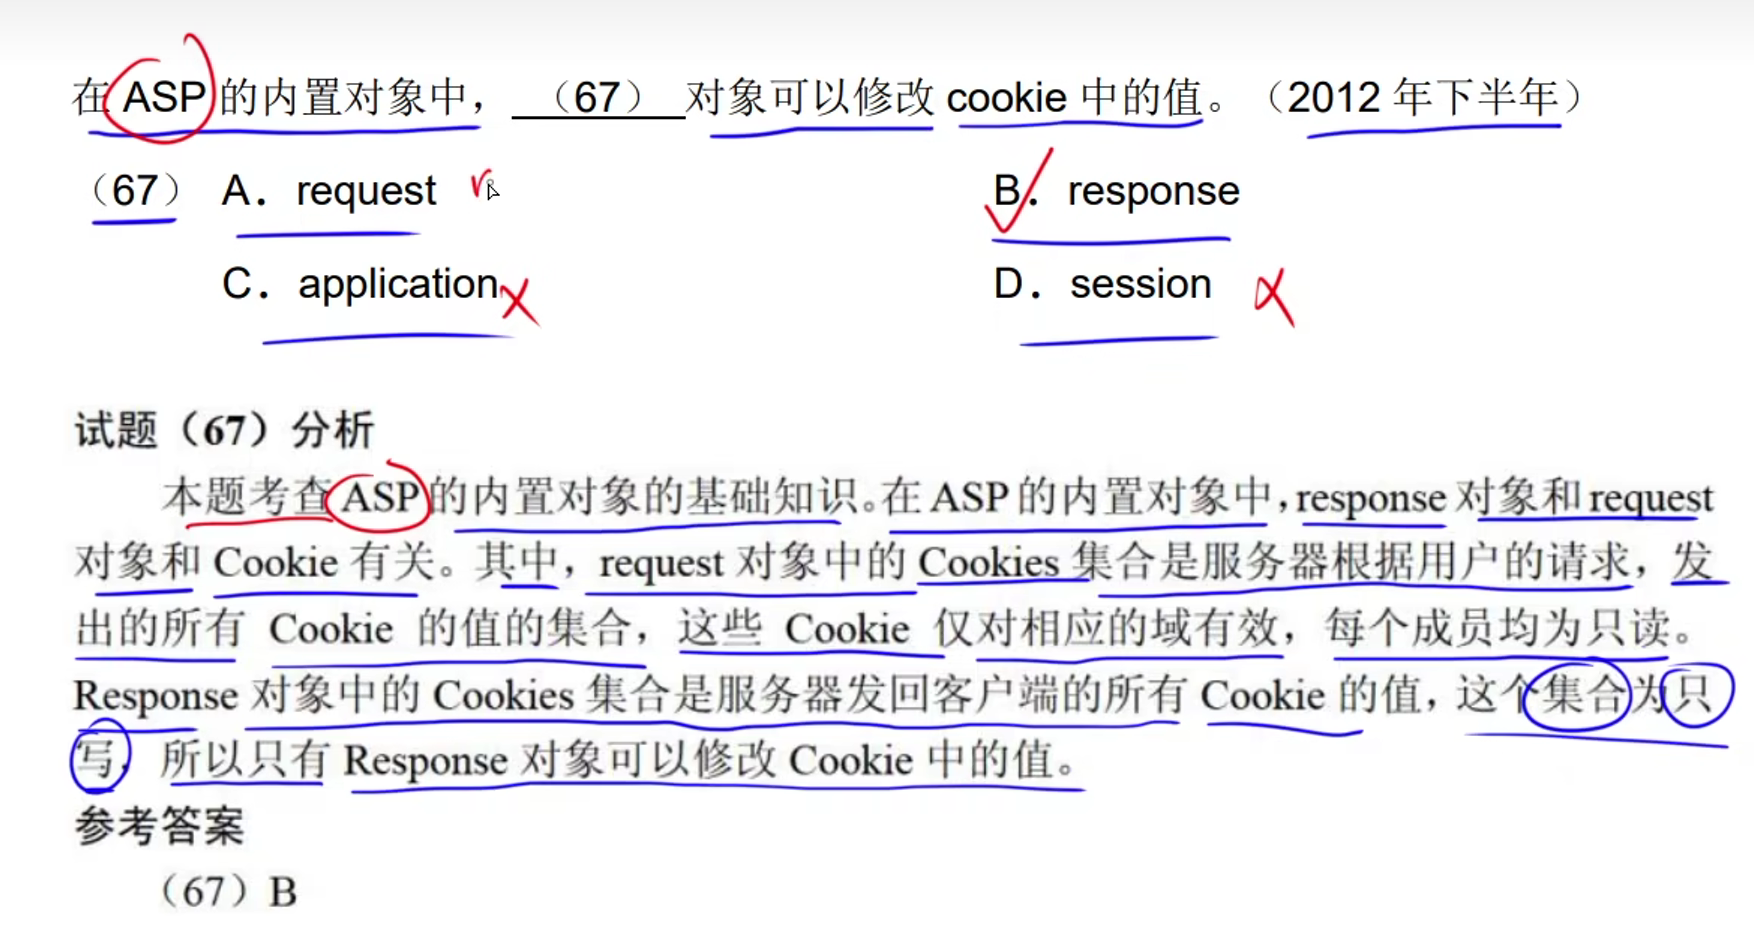 在 ASP 的内置对象中，（67）对象可以修改 cookie 中的值。（2012 年下半年）
（67） A．request B．response
C．application D．session
试题（67）分析
本题考查 ASP 的内置对象的基础知识。在 ASP 的内置对象中，response 对象和 request
对象和 Cookie 有关。其中，request 对象中的 Cookies 集合是服务器根据用户的请求，发
出的所有 Cookie 的值的集合，这些 Cookie 仅对相应的域有效，每个成员均为只读。
Response 对象中的 Cookies 集合是服务器发回客户端的所有 Cookie 的值，这个集合为只
写，所以只有 Response 对象可以修改 Cookie 中的值。
参考答案
（67）B